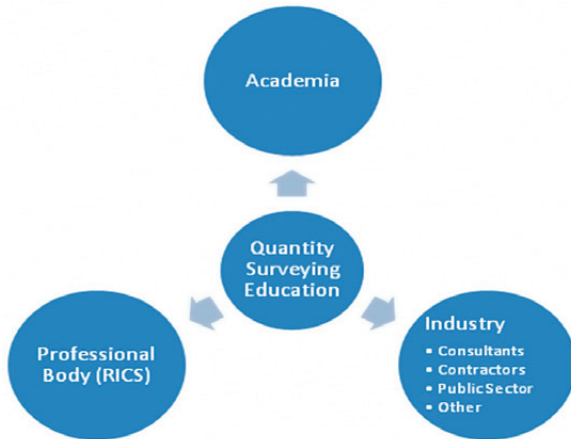 Academia
Quantity
Surveying
Education
Professional
Body (RICS)
Industry
• Consultants
• Contractors
• Public Sector
• Other